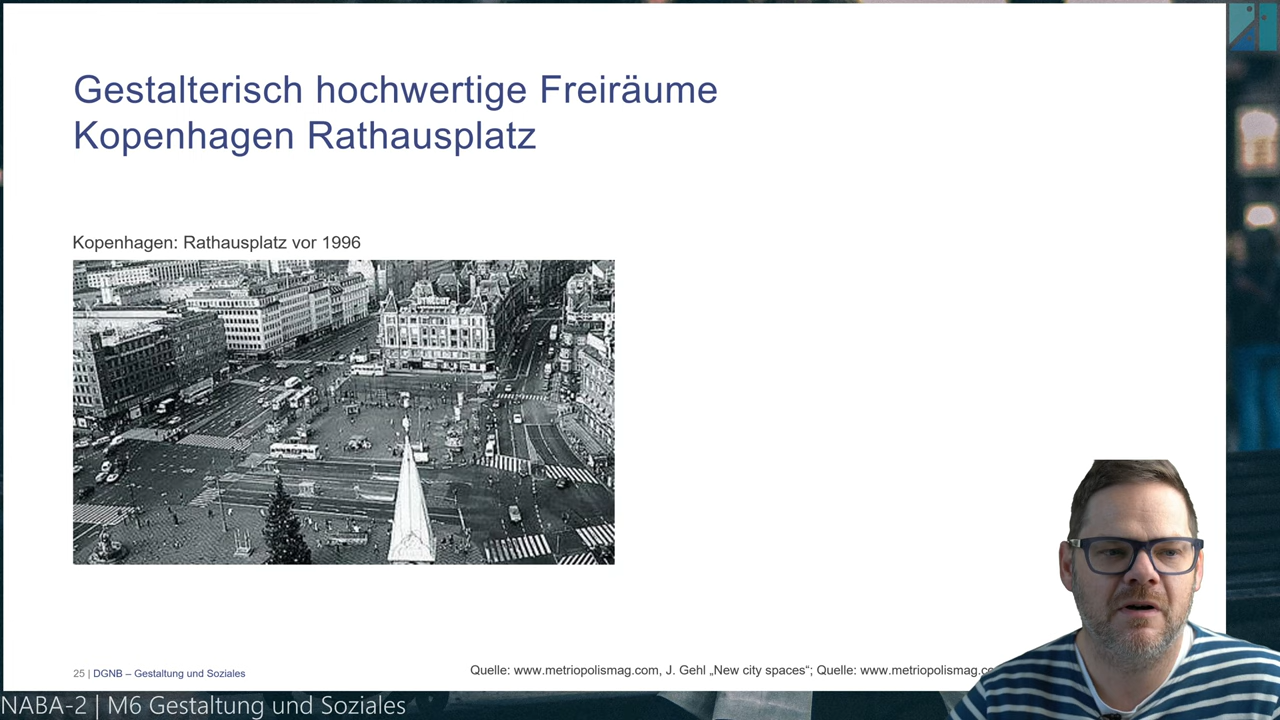 Gestalterisch hochwertige Freiräume
Kopenhagen Rathausplatz
Kopenhagen: Rathausplatz vor 1996
25 | DGNB – Gestaltung und Soziales
Quelle: www.metriopolismag.com, J. Gehl „New city spaces“; Quelle: www.metriopolismag.co
NABA-2 | M6 Gestaltung und Soziales